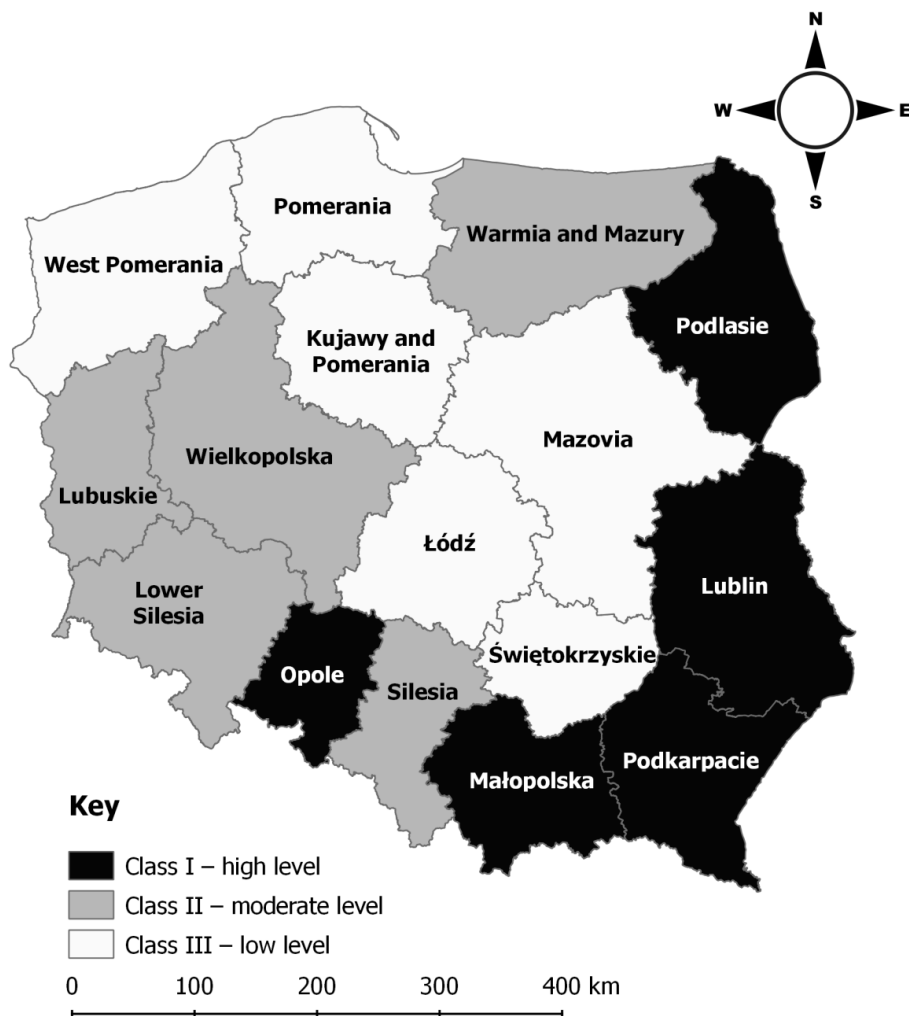 N
W
E
S
Pomerania
West Pomerania
Warmia and Mazury
Podlasie
Kujawy and
Pomerania
Mazovia
Wielkopolska
Lubuskie
Łódź
Lower
Silesia
Lublin
Opole
Silesia
Świętokrzyskie
Małopolska
Podkarpacie
Key
Class I – high level
Class II – moderate level
Class III – low level
0 100 200 300 400 km